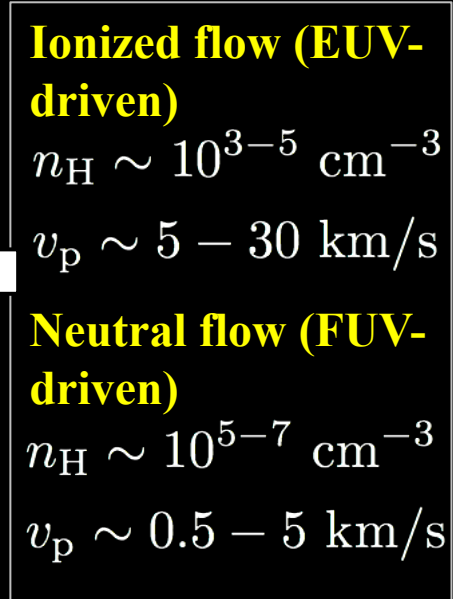 Ionized flow (EUV-
driven)
n_H ∼ 10^{3−5} cm^{−3}
v_p ∼ 5 − 30 km/s
Neutral flow (FUV-
driven)
n_H ∼ 10^{5−7} cm^{−3}
v_p ∼ 0.5 − 5 km/s